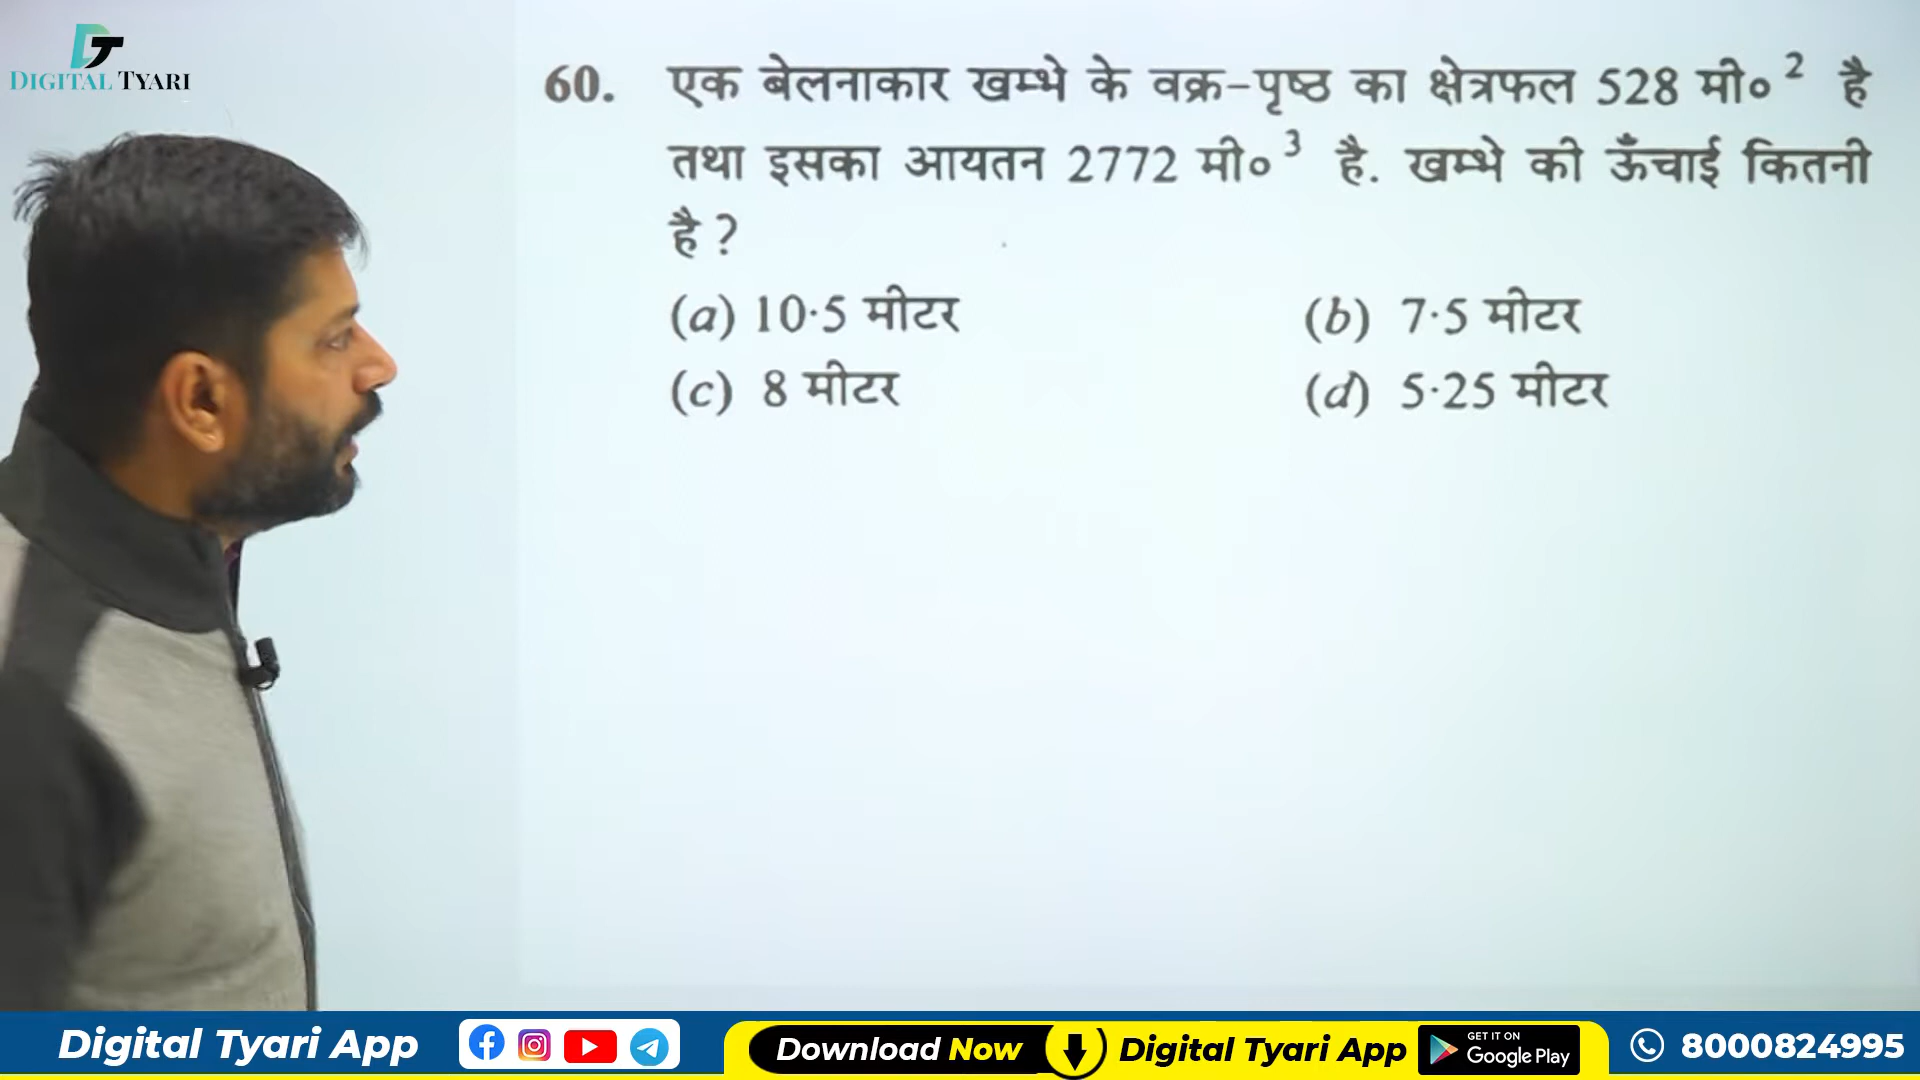 DIGITAL TYARI
60. एक बेलनाकार खम्भे के वक्र-पृष्ठ का क्षेत्रफल 528 मी०² है
तथा इसका आयतन 2772 मी०³ है. खम्भे की ऊँचाई कितनी
है ?
(a) 10·5 मीटर (b) 7·5 मीटर
(c) 8 मीटर (d) 5·25 मीटर
Digital Tyari App Download Now Digital Tyari App GET IT ON Google Play 8000824995